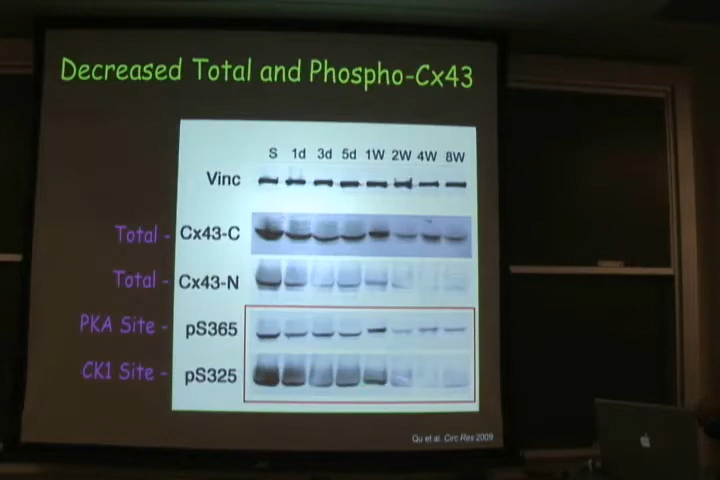 Decreased Total and Phospho-Cx43
S 1d 3d 5d 1W 2W 4W 8W
Vinc
Total - Cx43-C
Total - Cx43-N
PKA Site - pS365
CK1 Site - pS325
Qu et al. Circ Res 2009